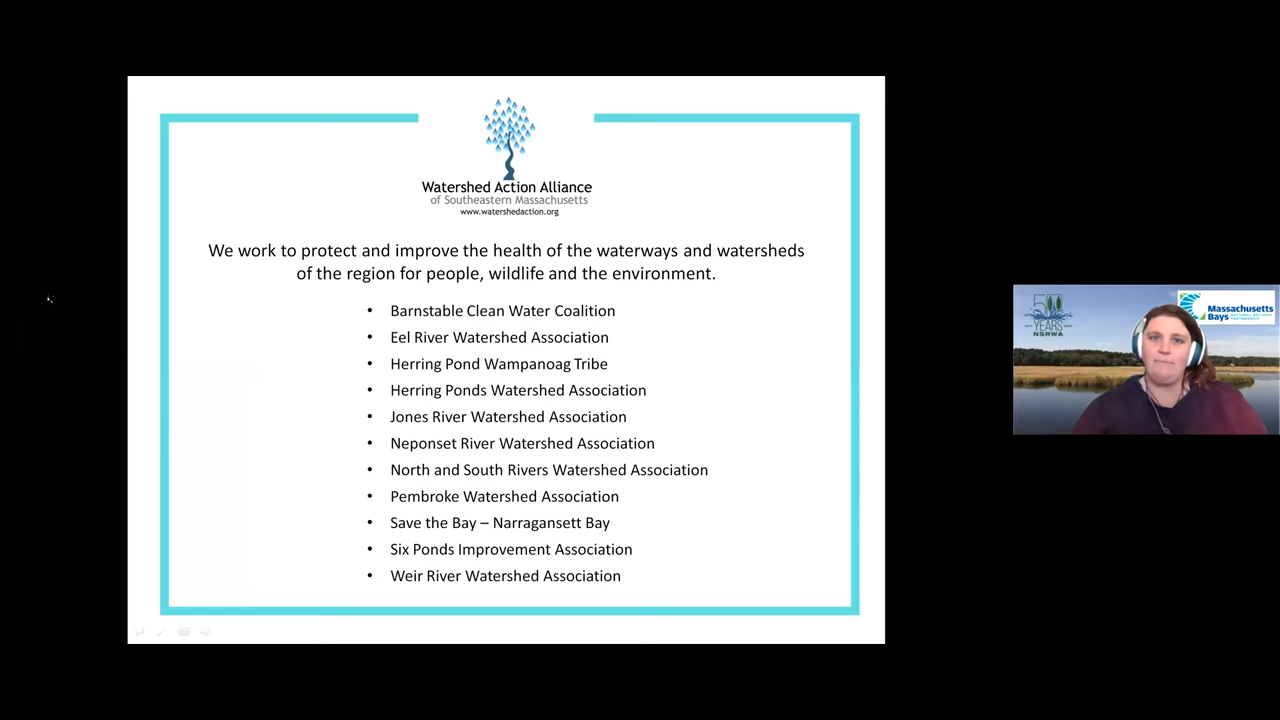 Watershed Action Alliance
of Southeastern Massachusetts
www.watershedaction.org
We work to protect and improve the health of the waterways and watersheds
of the region for people, wildlife and the environment.
• Barnstable Clean Water Coalition
• Eel River Watershed Association
• Herring Pond Wampanoag Tribe
• Herring Ponds Watershed Association
• Jones River Watershed Association
• Neponset River Watershed Association
• North and South Rivers Watershed Association
• Pembroke Watershed Association
• Save the Bay – Narragansett Bay
• Six Ponds Improvement Association
• Weir River Watershed Association
50
YEARS
NSRWA
Massachusetts
Bays
NATIONAL ESTUARY
PARTNERSHIP